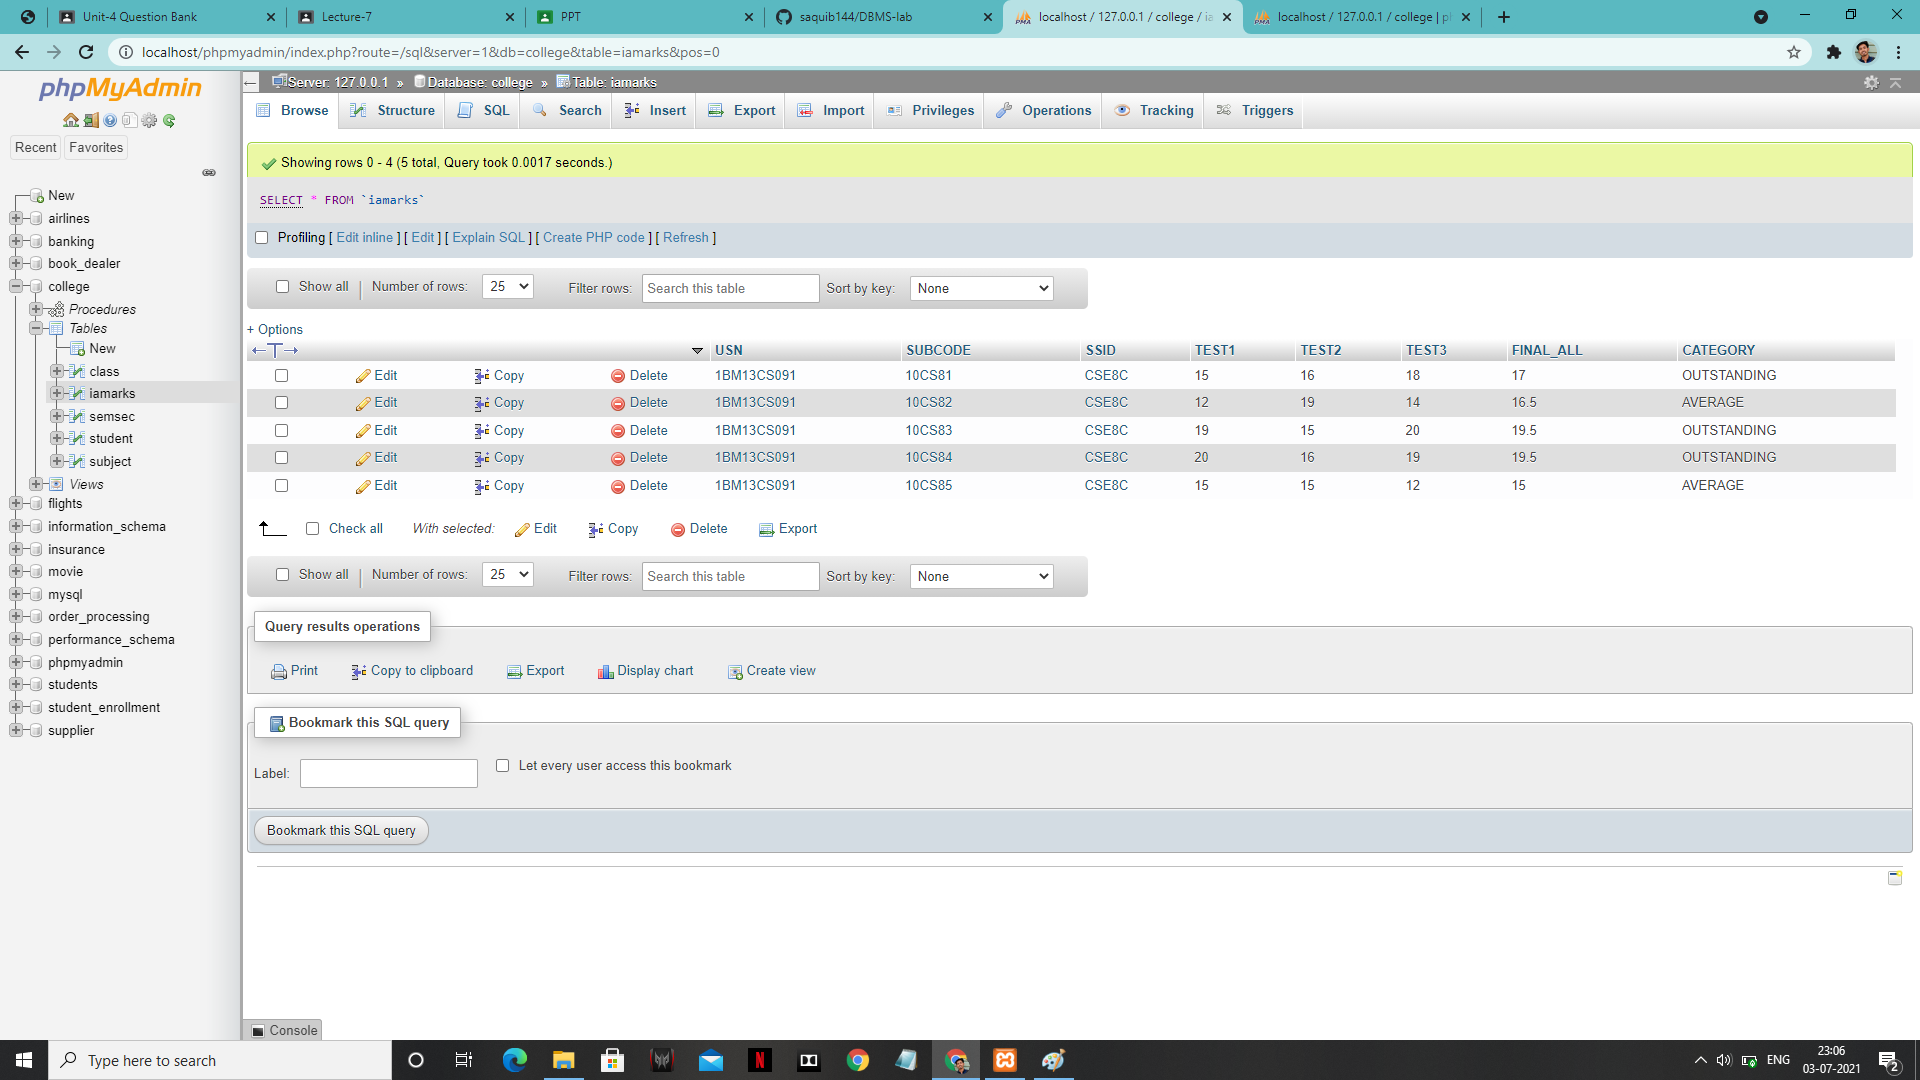 Unit-4 Question Bank
Lecture-7
PPT
saquib144/DBMS-lab
localhost / 127.0.0.1 / college / ia
localhost / 127.0.0.1 / college | pl
localhost/phpmyadmin/index.php?route=/sql&server=1&db=college&table=iamarks&pos=0
phpMyAdmin
Recent Favorites
New
airlines
banking
book_dealer
college
Procedures
Tables
New
class
iamarks
semsec
student
subject
Views
flights
information_schema
insurance
movie
mysql
order_processing
performance_schema
phpmyadmin
students
student_enrollment
supplier
Server: 127.0.0.1 » Database: college » Table: iamarks
Browse Structure SQL Search Insert Export Import Privileges Operations Tracking Triggers
Showing rows 0 - 4 (5 total, Query took 0.0017 seconds.)
SELECT * FROM `iamarks`
Profiling [ Edit inline ] [ Edit ] [ Explain SQL ] [ Create PHP code ] [ Refresh ]
Show all | Number of rows: 25 Filter rows: Search this table Sort by key: None
+ Options
USN SUBCODE SSID TEST1 TEST2 TEST3 FINAL_ALL CATEGORY
Edit Copy Delete 1BM13CS091 10CS81 CSE8C 15 16 18 17 OUTSTANDING
Edit Copy Delete 1BM13CS091 10CS82 CSE8C 12 19 14 16.5 AVERAGE
Edit Copy Delete 1BM13CS091 10CS83 CSE8C 19 15 20 19.5 OUTSTANDING
Edit Copy Delete 1BM13CS091 10CS84 CSE8C 20 16 19 19.5 OUTSTANDING
Edit Copy Delete 1BM13CS091 10CS85 CSE8C 15 15 12 15 AVERAGE
Check all With selected: Edit Copy Delete Export
Show all | Number of rows: 25 Filter rows: Search this table Sort by key: None
Query results operations
Print Copy to clipboard Export Display chart Create view
Bookmark this SQL query
Label: Let every user access this bookmark
Bookmark this SQL query
Console
Type here to search
ENG
23:06
03-07-2021
2